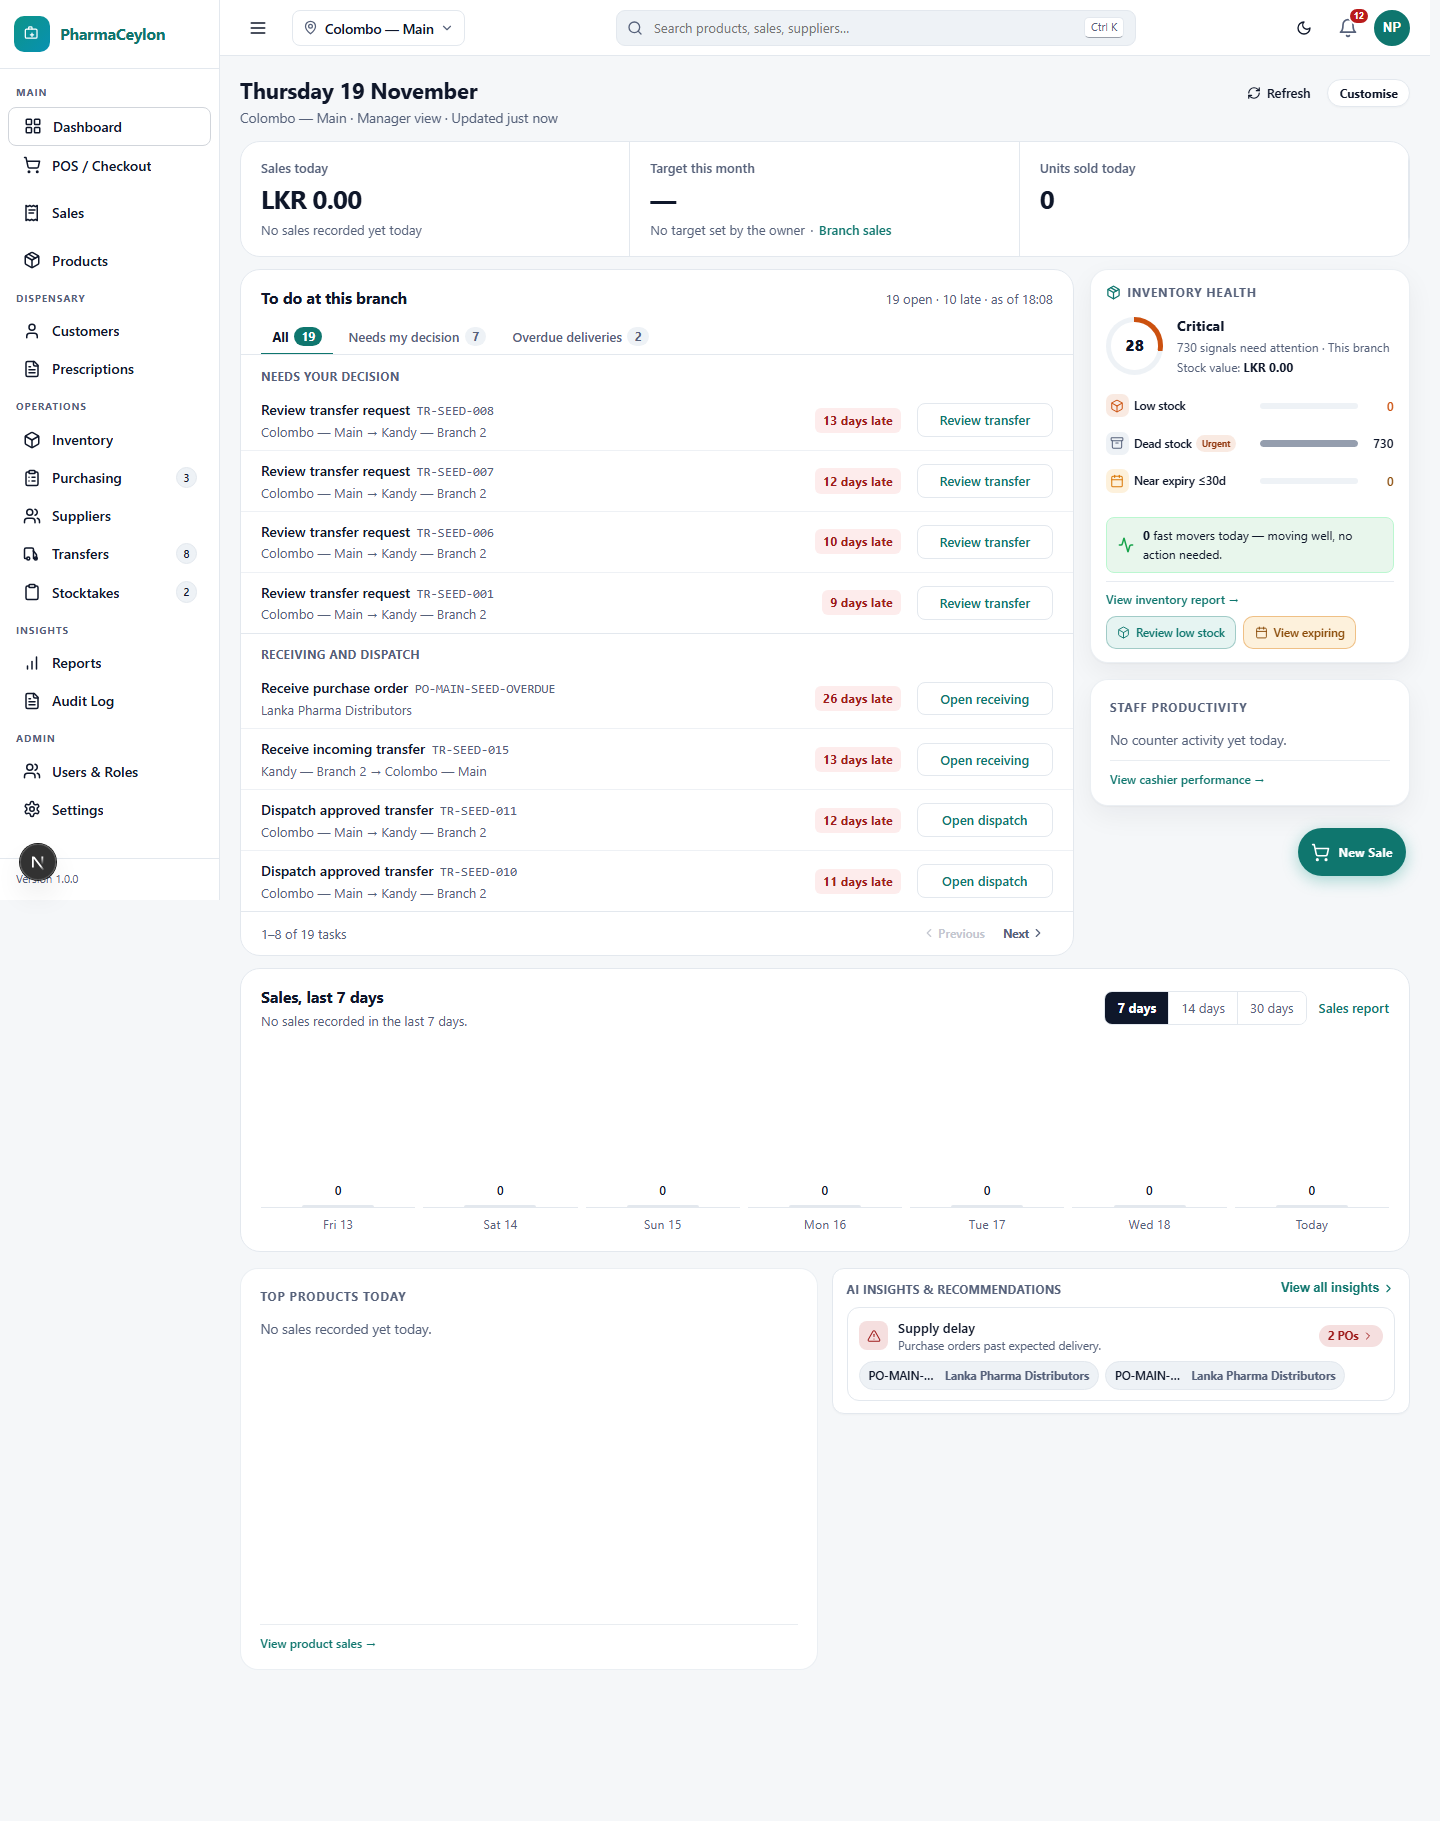 PharmaCeylon
Colombo — Main
Search products, sales, suppliers...
Ctrl K
12
NP
MAIN
Dashboard
POS / Checkout
Sales
Products
DISPENSARY
Customers
Prescriptions
OPERATIONS
Inventory
Purchasing 3
Suppliers
Transfers 8
Stocktakes 2
INSIGHTS
Reports
Audit Log
ADMIN
Users & Roles
Settings
N
Version 1.0.0
Thursday 19 November
Colombo — Main · Manager view · Updated just now
Refresh
Customise
Sales today
LKR 0.00
No sales recorded yet today
Target this month
—
No target set by the owner · Branch sales
Units sold today
0
To do at this branch
19 open · 10 late · as of 18:08
All 19
Needs my decision 7
Overdue deliveries 2
NEEDS YOUR DECISION
Review transfer request TR-SEED-008
Colombo — Main → Kandy — Branch 2
13 days late
Review transfer
Review transfer request TR-SEED-007
Colombo — Main → Kandy — Branch 2
12 days late
Review transfer
Review transfer request TR-SEED-006
Colombo — Main → Kandy — Branch 2
10 days late
Review transfer
Review transfer request TR-SEED-001
Colombo — Main → Kandy — Branch 2
9 days late
Review transfer
RECEIVING AND DISPATCH
Receive purchase order PO-MAIN-SEED-OVERDUE
Lanka Pharma Distributors
26 days late
Open receiving
Receive incoming transfer TR-SEED-015
Kandy — Branch 2 → Colombo — Main
13 days late
Open receiving
Dispatch approved transfer TR-SEED-011
Colombo — Main → Kandy — Branch 2
12 days late
Open dispatch
Dispatch approved transfer TR-SEED-010
Colombo — Main → Kandy — Branch 2
11 days late
Open dispatch
1–8 of 19 tasks
Previous
Next
INVENTORY HEALTH
28
Critical
730 signals need attention · This branch
Stock value: LKR 0.00
Low stock 0
Dead stock Urgent 730
Near expiry ≤30d 0
0 fast movers today — moving well, no
action needed.
View inventory report →
Review low stock
View expiring
STAFF PRODUCTIVITY
No counter activity yet today.
View cashier performance →
New Sale
Sales, last 7 days
No sales recorded in the last 7 days.
7 days
14 days
30 days
Sales report
0 0 0 0 0 0 0
Fri 13 Sat 14 Sun 15 Mon 16 Tue 17 Wed 18 Today
TOP PRODUCTS TODAY
No sales recorded yet today.
View product sales →
AI INSIGHTS & RECOMMENDATIONS
View all insights
Supply delay
Purchase orders past expected delivery.
2 POs
PO-MAIN-... Lanka Pharma Distributors
PO-MAIN-... Lanka Pharma Distributors